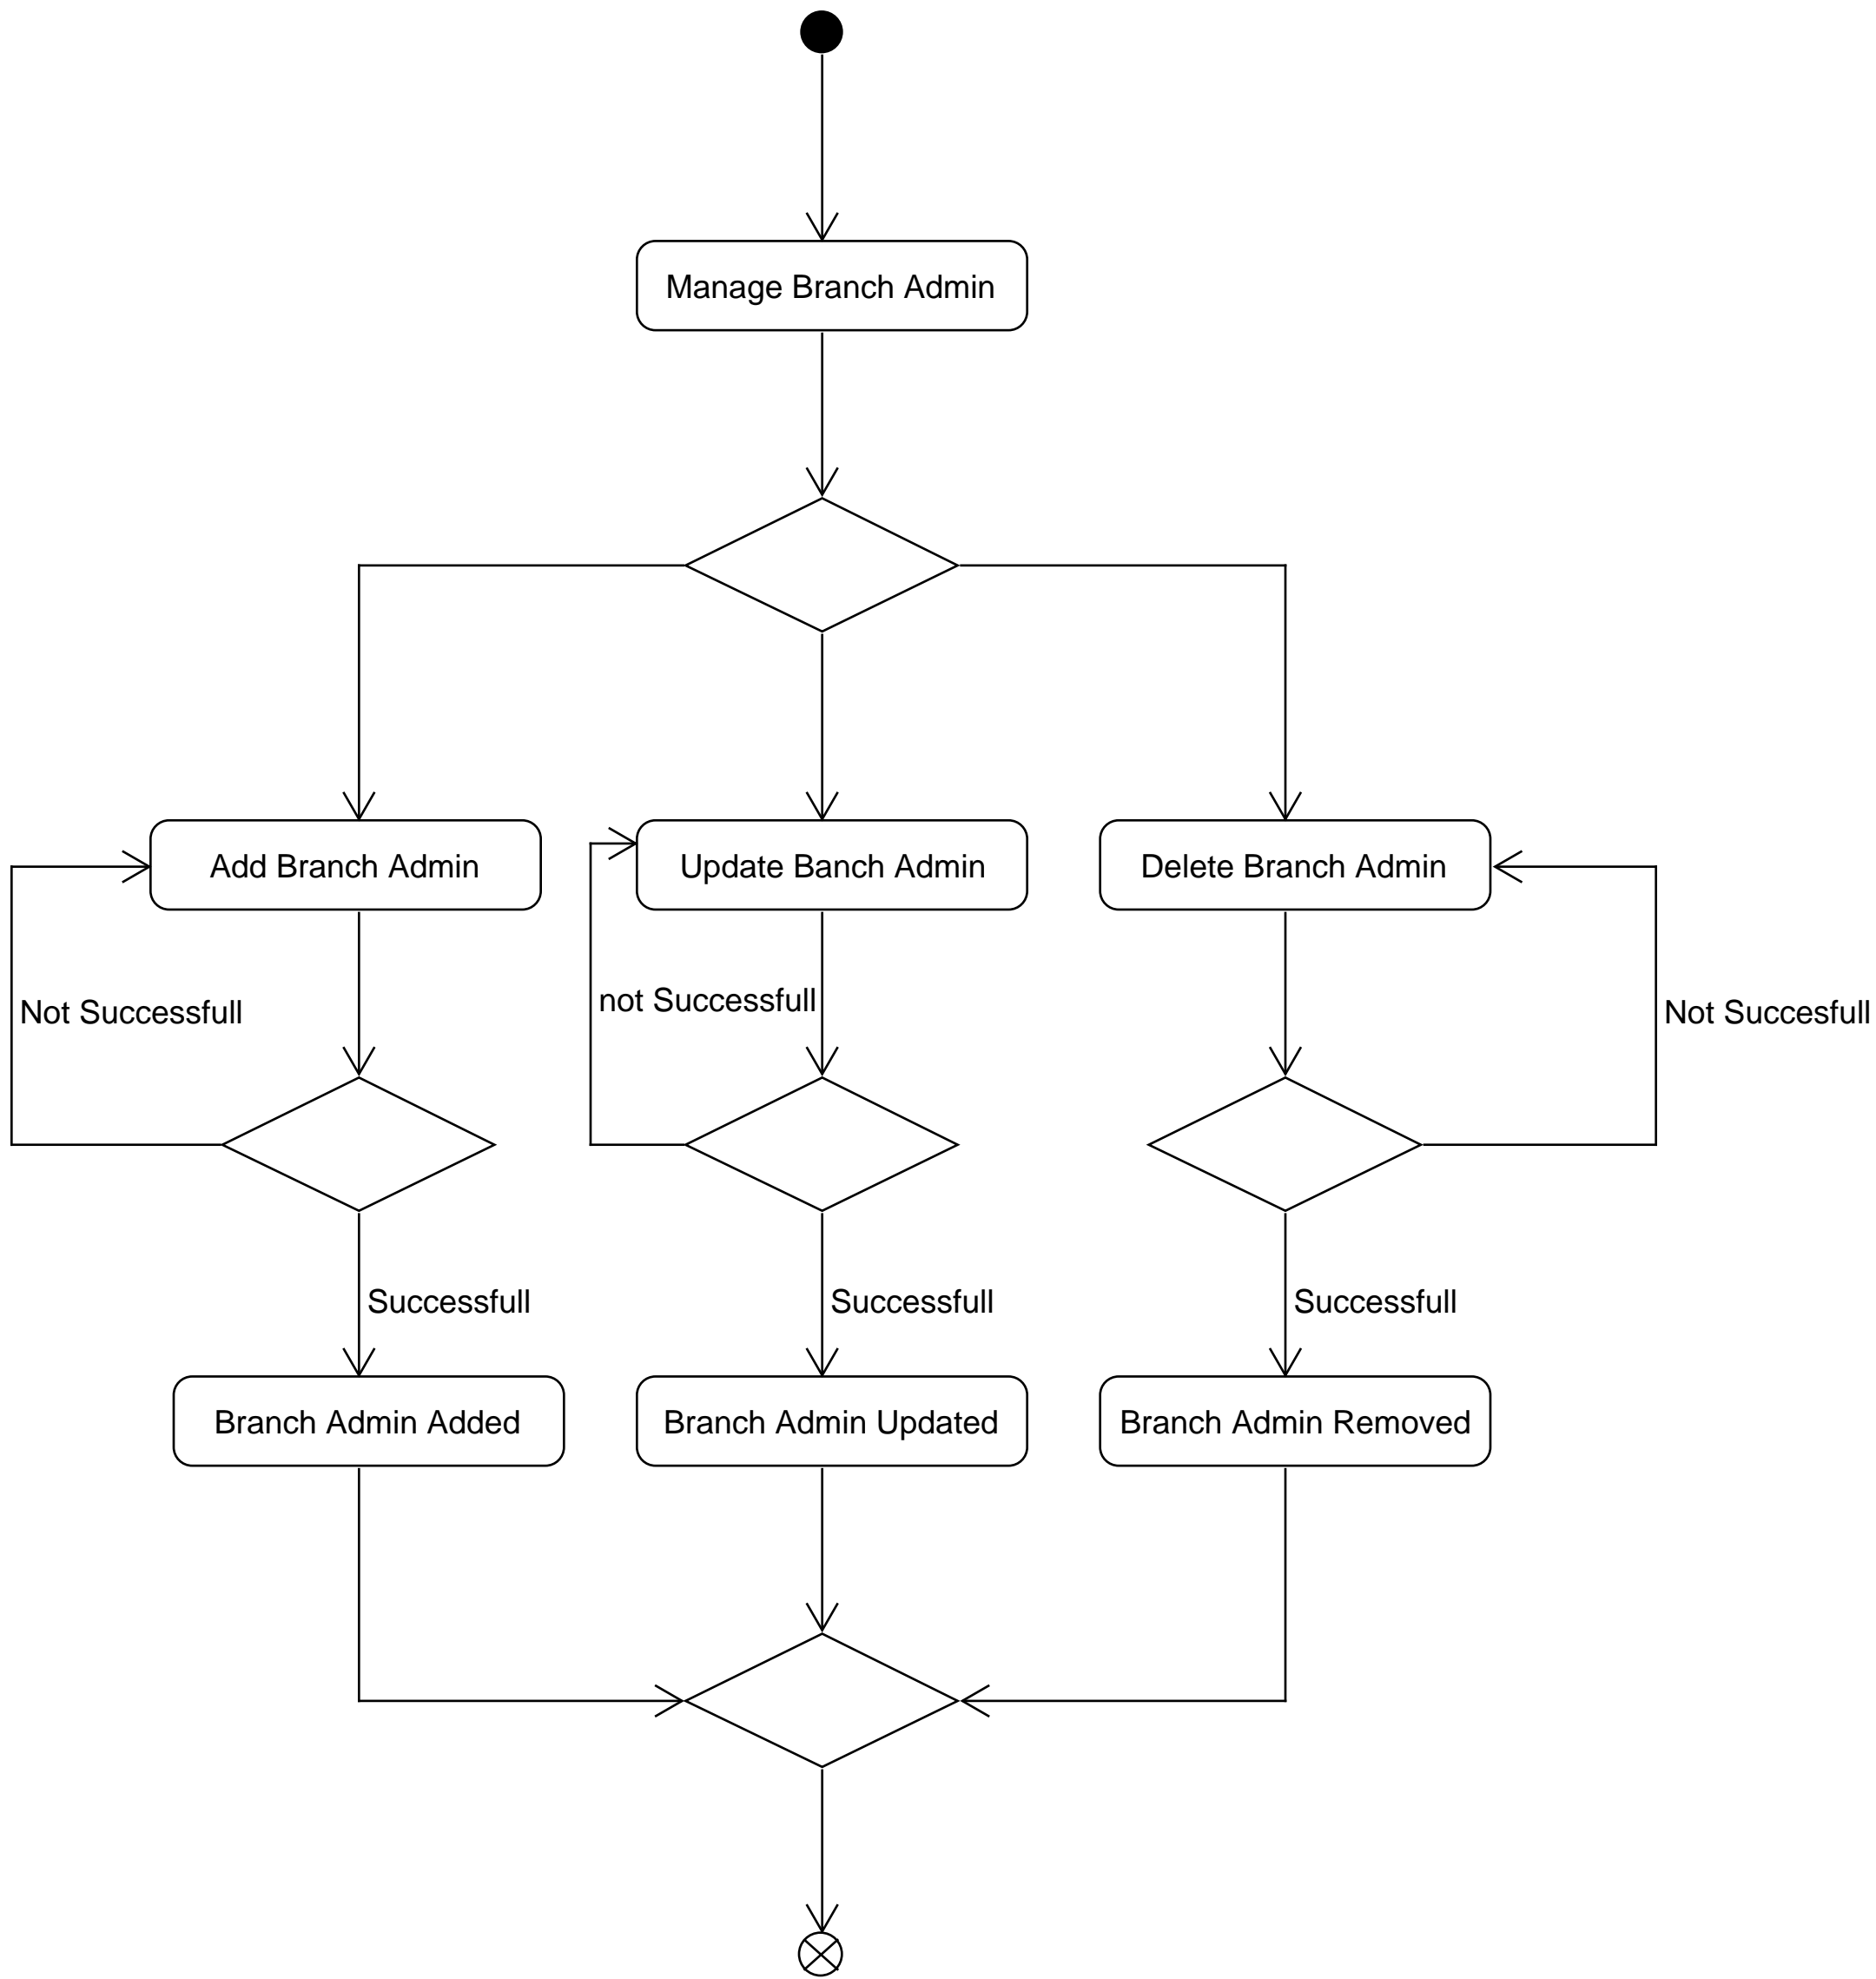 Manage Branch Admin
Add Branch Admin
Update Banch Admin
Delete Branch Admin
Not Successfull
not Successfull
Not Succesfull
Successfull
Successfull
Successfull
Branch Admin Added
Branch Admin Updated
Branch Admin Removed